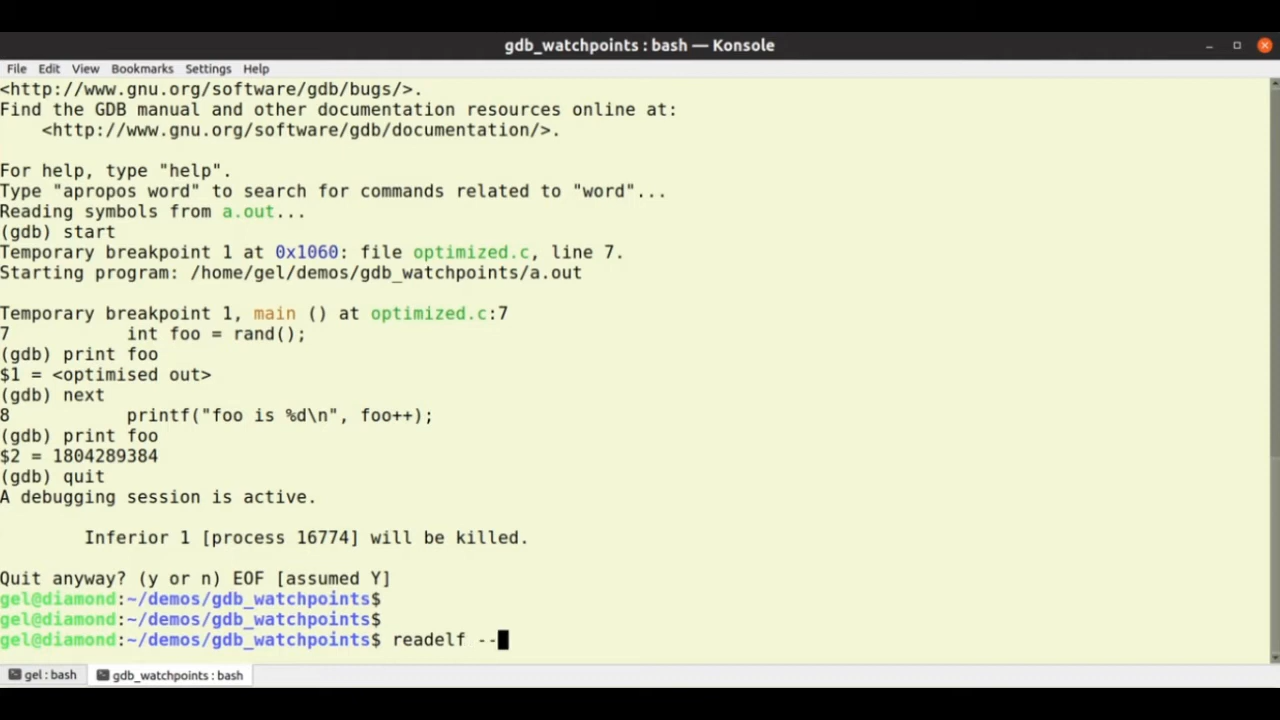 gdb_watchpoints : bash — Konsole
File Edit View Bookmarks Settings Help
<http://www.gnu.org/software/gdb/bugs/>.
Find the GDB manual and other documentation resources online at:
    <http://www.gnu.org/software/gdb/documentation/>.
For help, type "help".
Type "apropos word" to search for commands related to "word"...
Reading symbols from a.out...
(gdb) start
Temporary breakpoint 1 at 0x1060: file optimized.c, line 7.
Starting program: /home/gel/demos/gdb_watchpoints/a.out
Temporary breakpoint 1, main () at optimized.c:7
7           int foo = rand();
(gdb) print foo
$1 = <optimised out>
(gdb) next
8           printf("foo is %d\n", foo++);
(gdb) print foo
$2 = 1804289384
(gdb) quit
A debugging session is active.
        Inferior 1 [process 16774] will be killed.
Quit anyway? (y or n) EOF [assumed Y]
gel@diamond:~/demos/gdb_watchpoints$
gel@diamond:~/demos/gdb_watchpoints$
gel@diamond:~/demos/gdb_watchpoints$ readelf --
gel : bash gdb_watchpoints : bash